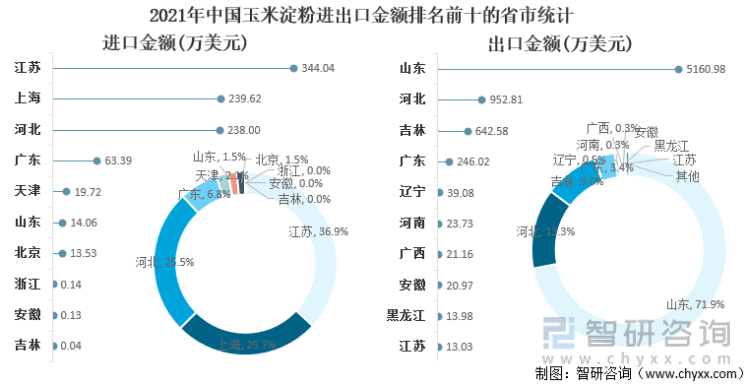 2021年中国玉米淀粉进出口金额排名前十的省市统计
进口金额(万美元)
江苏 344.04
上海 239.62
河北 238.00
广东 63.39
天津 19.72
山东 14.06
北京 13.53
浙江 0.14
安徽 0.13
吉林 0.04
山东, 1.5%
北京, 1.5%
天津, 2.1%
浙江, 0.0%
广东, 6.8%
安徽, 0.0%
吉林, 0.0%
江苏, 36.9%
河北, 25.5%
上海, 25.7%
出口金额(万美元)
山东 5160.98
河北 952.81
吉林 642.58
广东 246.02
辽宁 39.08
河南 23.73
广西 21.16
安徽 20.97
黑龙江 13.98
江苏 13.03
广西, 0.3%
安徽
河南, 0.3%
黑龙江
辽宁, 0.5%
江苏
广东, 3.4%
其他
吉林, 9.0%
河北, 13.3%
山东, 71.9%
智研咨询
www.chyxx.com
制图：智研咨询（www.chyxx.com）